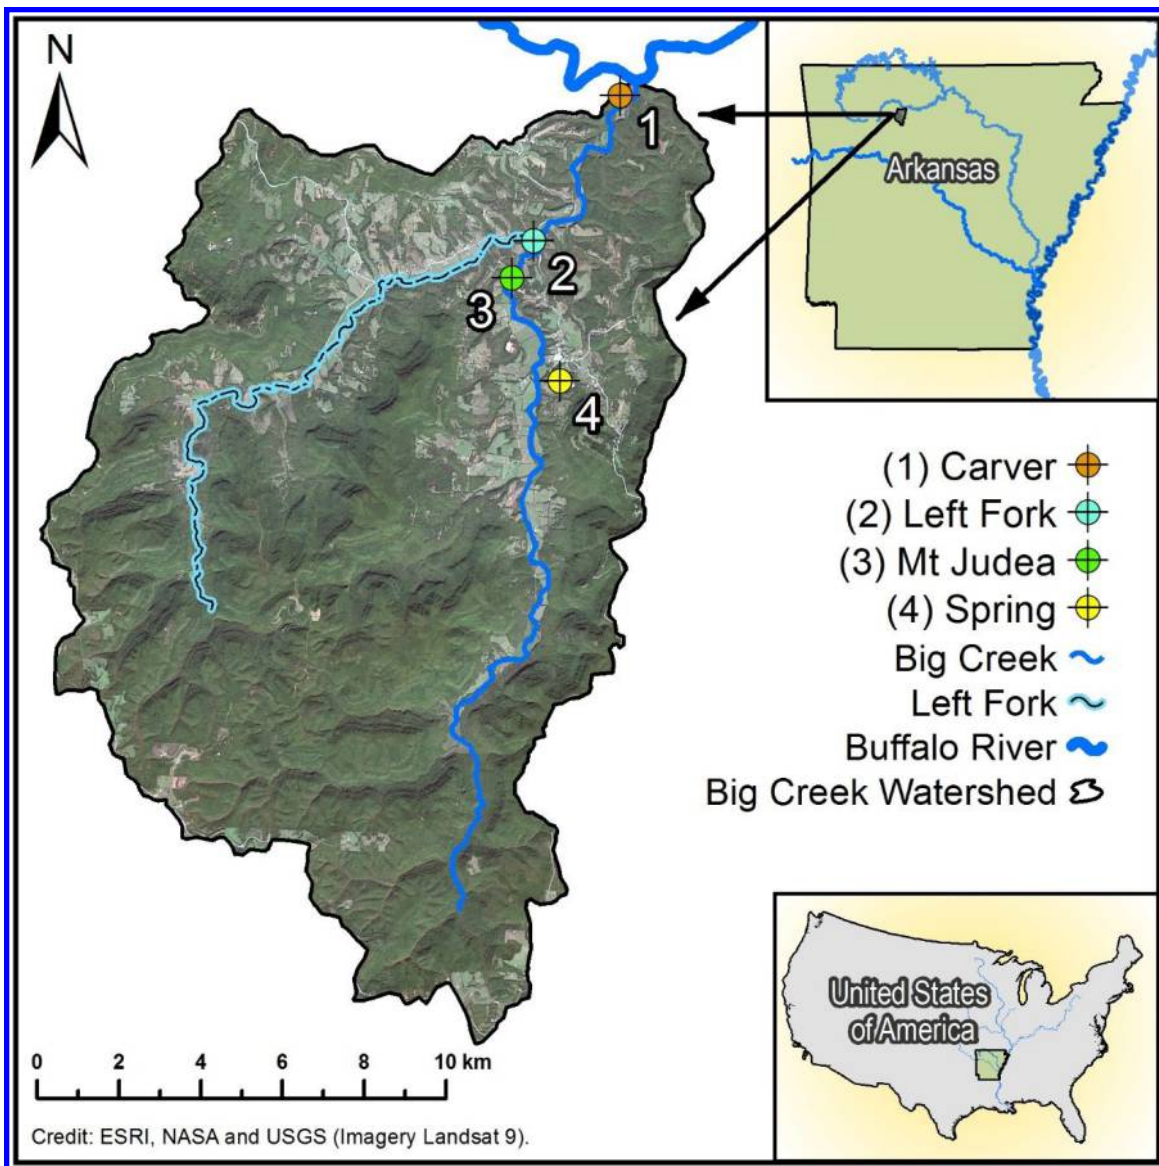 N
1
2
3
4
Arkansas
(1) Carver
(2) Left Fork
(3) Mt Judea
(4) Spring
Big Creek
Left Fork
Buffalo River
Big Creek Watershed
United States
of America
0 2 4 6 8 10 km
Credit: ESRI, NASA and USGS (Imagery Landsat 9).